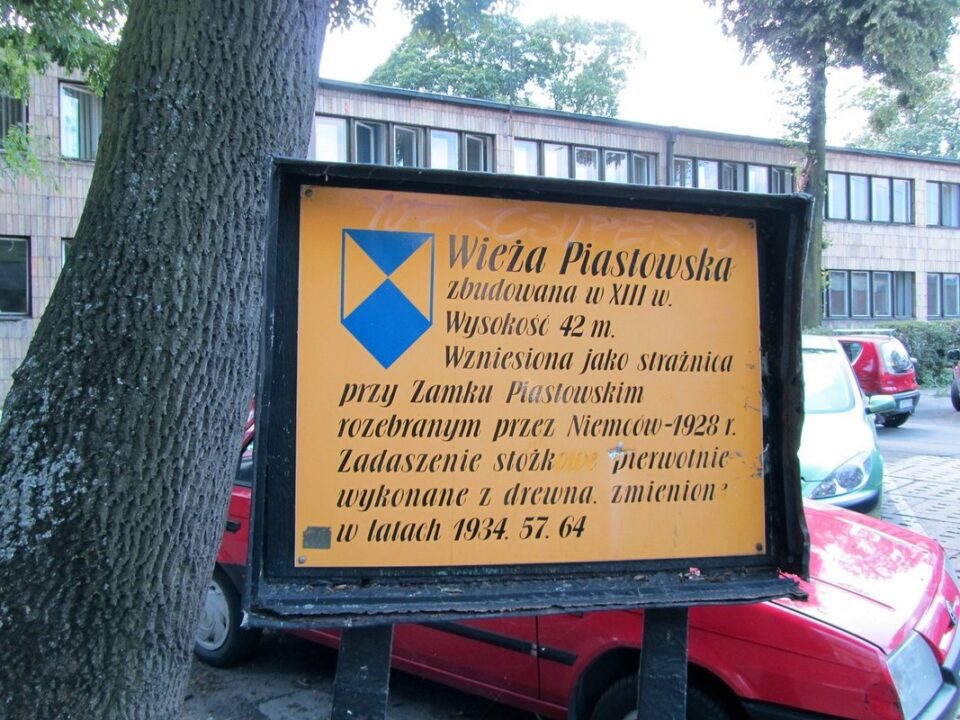 Wieża Piastowska
zbudowana w XIII w.
Wysokość 42 m.
Wzniesiona jako strażnica
przy Zamku Piastowskim
rozebranym przez Niemców-1928 r.
Zadaszenie stożkowe pierwotnie
wykonane z drewna. zmienione
w latach 1934. 57. 64